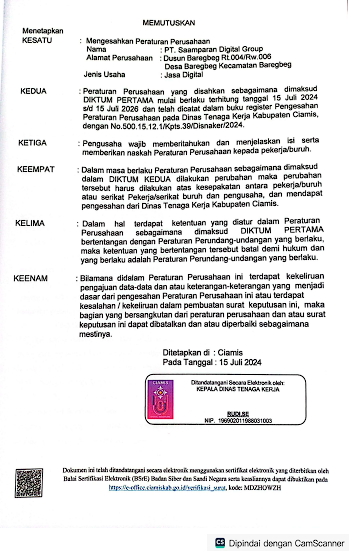 MEMUTUSKAN
Menetapkan
KESATU : Mengesahkan Peraturan Perusahaan
Nama : PT. Saamparan Digital Group
Alamat Perusahaan : Dusun Baregbeg Rt.004/Rw.006
Desa Baregbeg Kecamatan Baregbeg
Jenis Usaha : Jasa Digital
KEDUA : Peraturan Perusahaan yang disahkan sebagaimana dimaksud
DIKTUM PERTAMA mulai berlaku terhitung tanggal 15 Juli 2024
s/d 15 Juli 2026 dan telah dicatat dalam buku register Pengesahan
Peraturan Perusahaan pada Dinas Tenaga Kerja Kabupaten Ciamis,
dengan No.500.15.12.1/Kpts.39/Disnaker/2024.
KETIGA : Pengusaha wajib memberitahukan dan menjelaskan isi serta
memberikan naskah Peraturan Perusahaan kepada pekerja/buruh.
KEEMPAT : Dalam masa berlaku Peraturan Perusahaan sebagaimana dimaksud
dalam DIKTUM KEDUA dilakukan perubahan maka perubahan
tersebut harus dilakukan atas kesepakatan antara pekerja/buruh
atau serikat Pekerja/serikat buruh dan pengusaha, dan mendapat
pengesahan dari Dinas Tenaga Kerja Kabupaten Ciamis.
KELIMA : Dalam hal terdapat ketentuan yang diatur dalam Peraturan
Perusahaan sebagaimana dimaksud DIKTUM PERTAMA
bertentangan dengan Peraturan Perundang-undangan yang berlaku,
maka ketentuan yang bertentangan tersebut batal demi hukum dan
yang berlaku adalah Peraturan Perundang-undangan yang berlaku.
KEENAM : Bilamana didalam Peraturan Perusahaan ini terdapat kekeliruan
pengajuan data-data dan atau keterangan-keterangan yang menjadi
dasar dari pengesahan Peraturan Perusahaan ini atau terdapat
kesalahan / kekeliruan dalam pembuatan surat keputusan ini, maka
bagian yang bersangkutan dari peraturan perusahaan dan atau surat
keputusan ini dapat dibatalkan dan atau diperbaiki sebagaimana
mestinya.
Ditetapkan di : Ciamis
Pada Tanggal : 15 Juli 2024
CIAMIS
Ditandatangani Secara Elektronik oleh:
KEPALA DINAS TENAGA KERJA
RUDI,SE
NIP. 196902011988031003
Dokumen ini telah ditandatangani secara elektronik menggunakan sertifikat elektronik yang diterbitkan oleh
Balai Sertifikasi Elektronik (BSrE) Badan Siber dan Sandi Negara serta keasliannya dapat dibuktikan pada
https://e-office.ciamiskab.go.id/verifikasi_surat, kode: MDZHOWZH
CS Dipindai dengan CamScanner